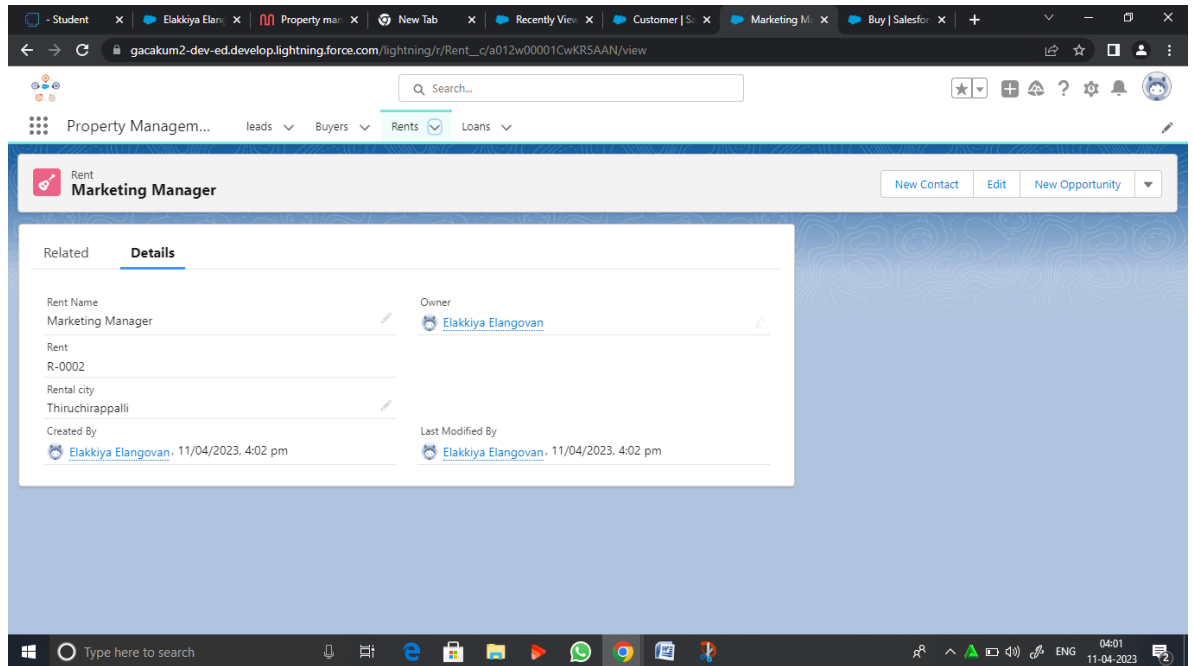 - Student
Elakkiya Elang
Property man
New Tab
Recently View
Customer | Sa
Marketing Ma
Buy | Salesfor
gacakum2-dev-ed.develop.lightning.force.com/lightning/r/Rent__c/a012w00001CwKR5AAN/view
Search...
Property Managem...
leads
Buyers
Rents
Loans
Rent
Marketing Manager
New Contact
Edit
New Opportunity
Related
Details
Rent Name
Marketing Manager
Owner
Elakkiya Elangovan
Rent
R-0002
Rental city
Thiruchirappalli
Created By
Elakkiya Elangovan, 11/04/2023, 4:02 pm
Last Modified By
Elakkiya Elangovan, 11/04/2023, 4:02 pm
Type here to search
ENG
04:01
11-04-2023
2